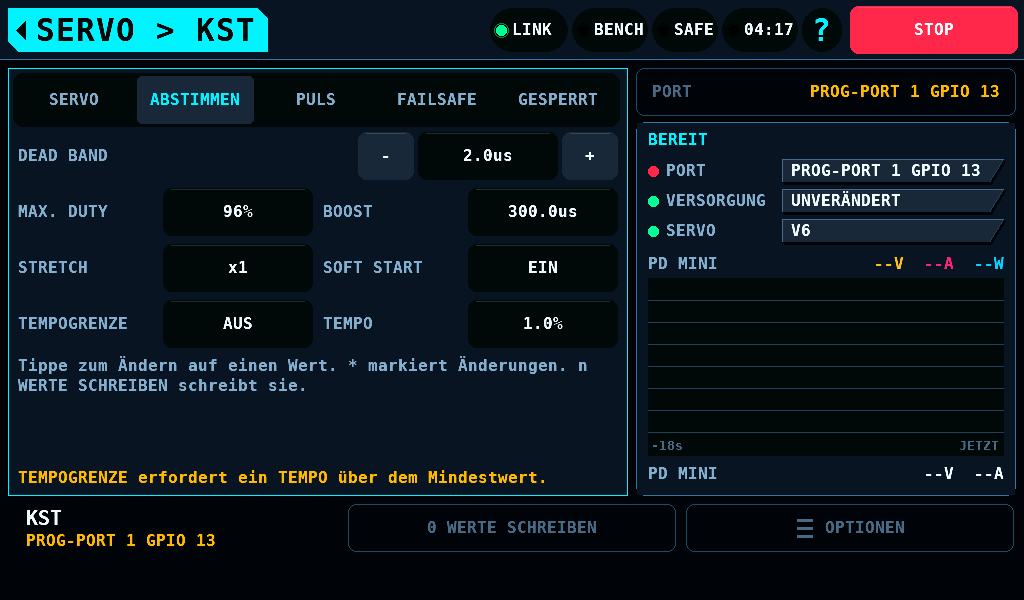 SERVO > KST
LINK
BENCH
SAFE
04:17
?
STOP
SERVO
ABSTIMMEN
PULS
FAILSAFE
GESPERRT
DEAD BAND
-
2.0us
+
MAX. DUTY
96%
BOOST
300.0us
STRETCH
x1
SOFT START
EIN
TEMPOGRENZE
AUS
TEMPO
1.0%
Tippe zum Ändern auf einen Wert. * markiert Änderungen. n
WERTE SCHREIBEN schreibt sie.
TEMPOGRENZE erfordert ein TEMPO über dem Mindestwert.
PORT
PROG-PORT 1 GPIO 13
BEREIT
PORT
PROG-PORT 1 GPIO 13
VERSORGUNG
UNVERÄNDERT
SERVO
V6
PD MINI
--V
--A
--W
-18s
JETZT
PD MINI
--V
--A
KST
PROG-PORT 1 GPIO 13
0 WERTE SCHREIBEN
OPTIONEN